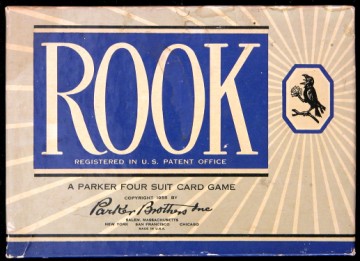 ROOK
REGISTERED IN U.S. PATENT OFFICE
A PARKER FOUR SUIT CARD GAME
COPYRIGHT BY
Parker Brothers Inc
SALEM, MASSACHUSETTS
NEW YORK SAN FRANCISCO CHICAGO
MADE IN U.S.A.